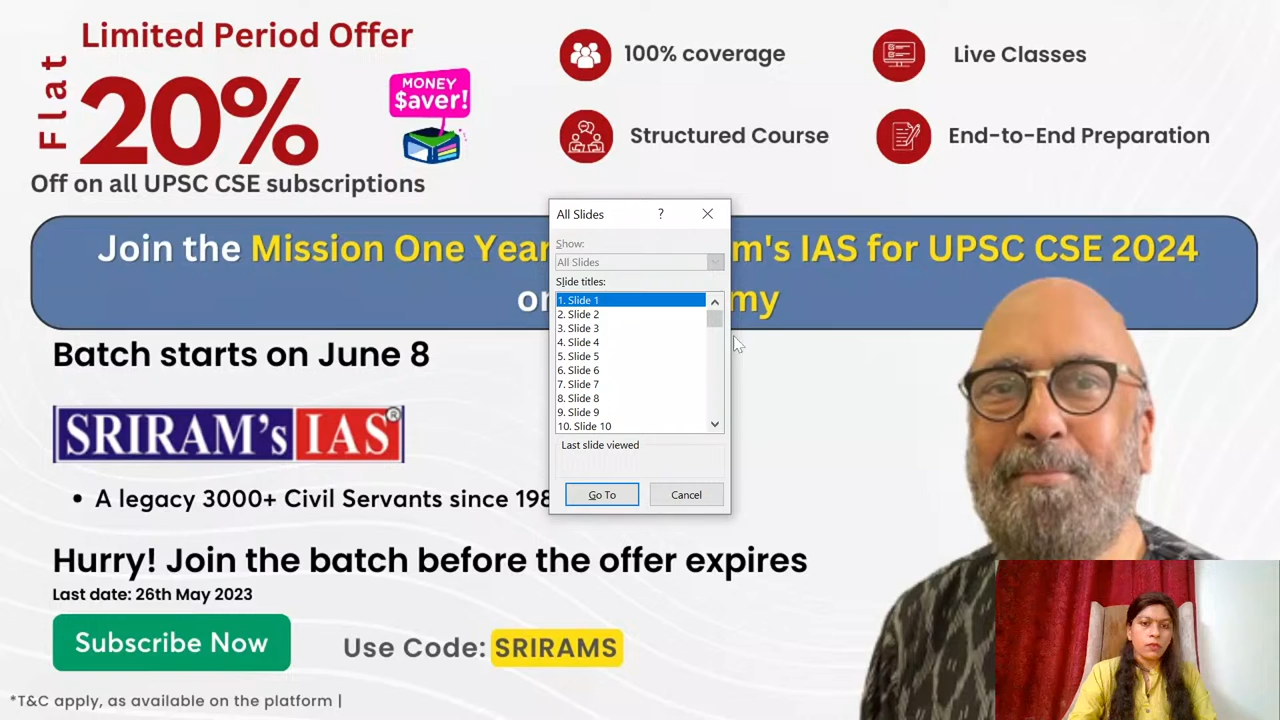 Limited Period Offer
Flat
20%
MONEY
$aver!
Off on all UPSC CSE subscriptions
100% coverage
Live Classes
Structured Course
End-to-End Preparation
Join the Mission One Year
m's IAS for UPSC CSE 2024
Batch starts on June 8
SRIRAM's IAS ®
• A legacy 3000+ Civil Servants since
Hurry! Join the batch before the offer expires
Last date: 26th May 2023
Subscribe Now
Use Code: SRIRAMS
*T&C apply, as available on the platform |
All Slides
?
Show:
All Slides
Slide titles:
1. Slide 1
2. Slide 2
3. Slide 3
4. Slide 4
5. Slide 5
6. Slide 6
7. Slide 7
8. Slide 8
9. Slide 9
10. Slide 10
Last slide viewed
Go To
Cancel